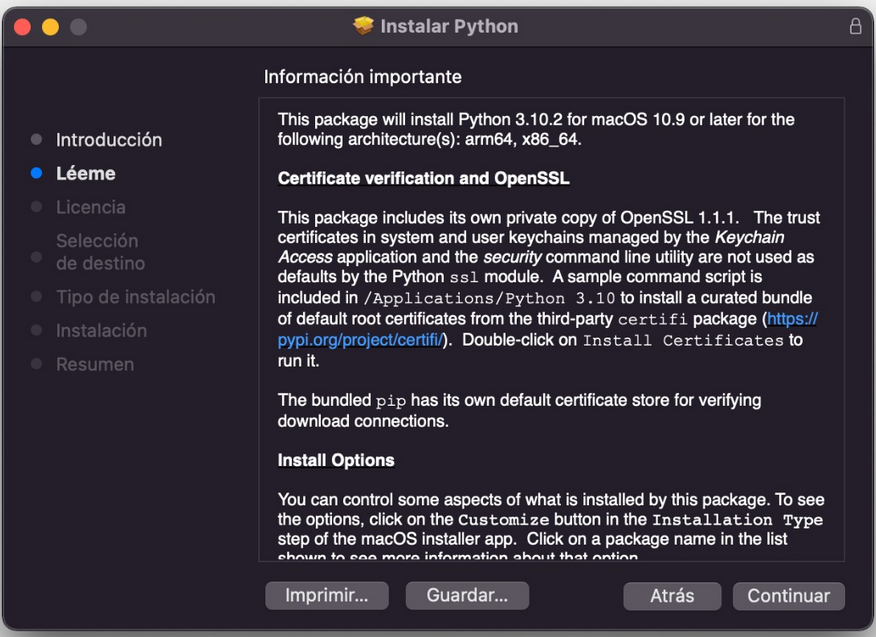 Instalar Python
Información importante
Introducción
Léeme
Licencia
Selección
de destino
Tipo de instalación
Instalación
Resumen
This package will install Python 3.10.2 for macOS 10.9 or later for the
following architecture(s): arm64, x86_64.
Certificate verification and OpenSSL
This package includes its own private copy of OpenSSL 1.1.1.   The trust
certificates in system and user keychains managed by the Keychain
Access application and the security command line utility are not used as
defaults by the Python ssl module.  A sample command script is
included in /Applications/Python 3.10 to install a curated bundle
of default root certificates from the third-party certifi package (https://
pypi.org/project/certifi/).  Double-click on Install Certificates to
run it.
The bundled pip has its own default certificate store for verifying
download connections.
Install Options
You can control some aspects of what is installed by this package. To see
the options, click on the Customize button in the Installation Type
step of the macOS installer app.  Click on a package name in the list
shown to see more information about that option
Imprimir...
Guardar...
Atrás
Continuar